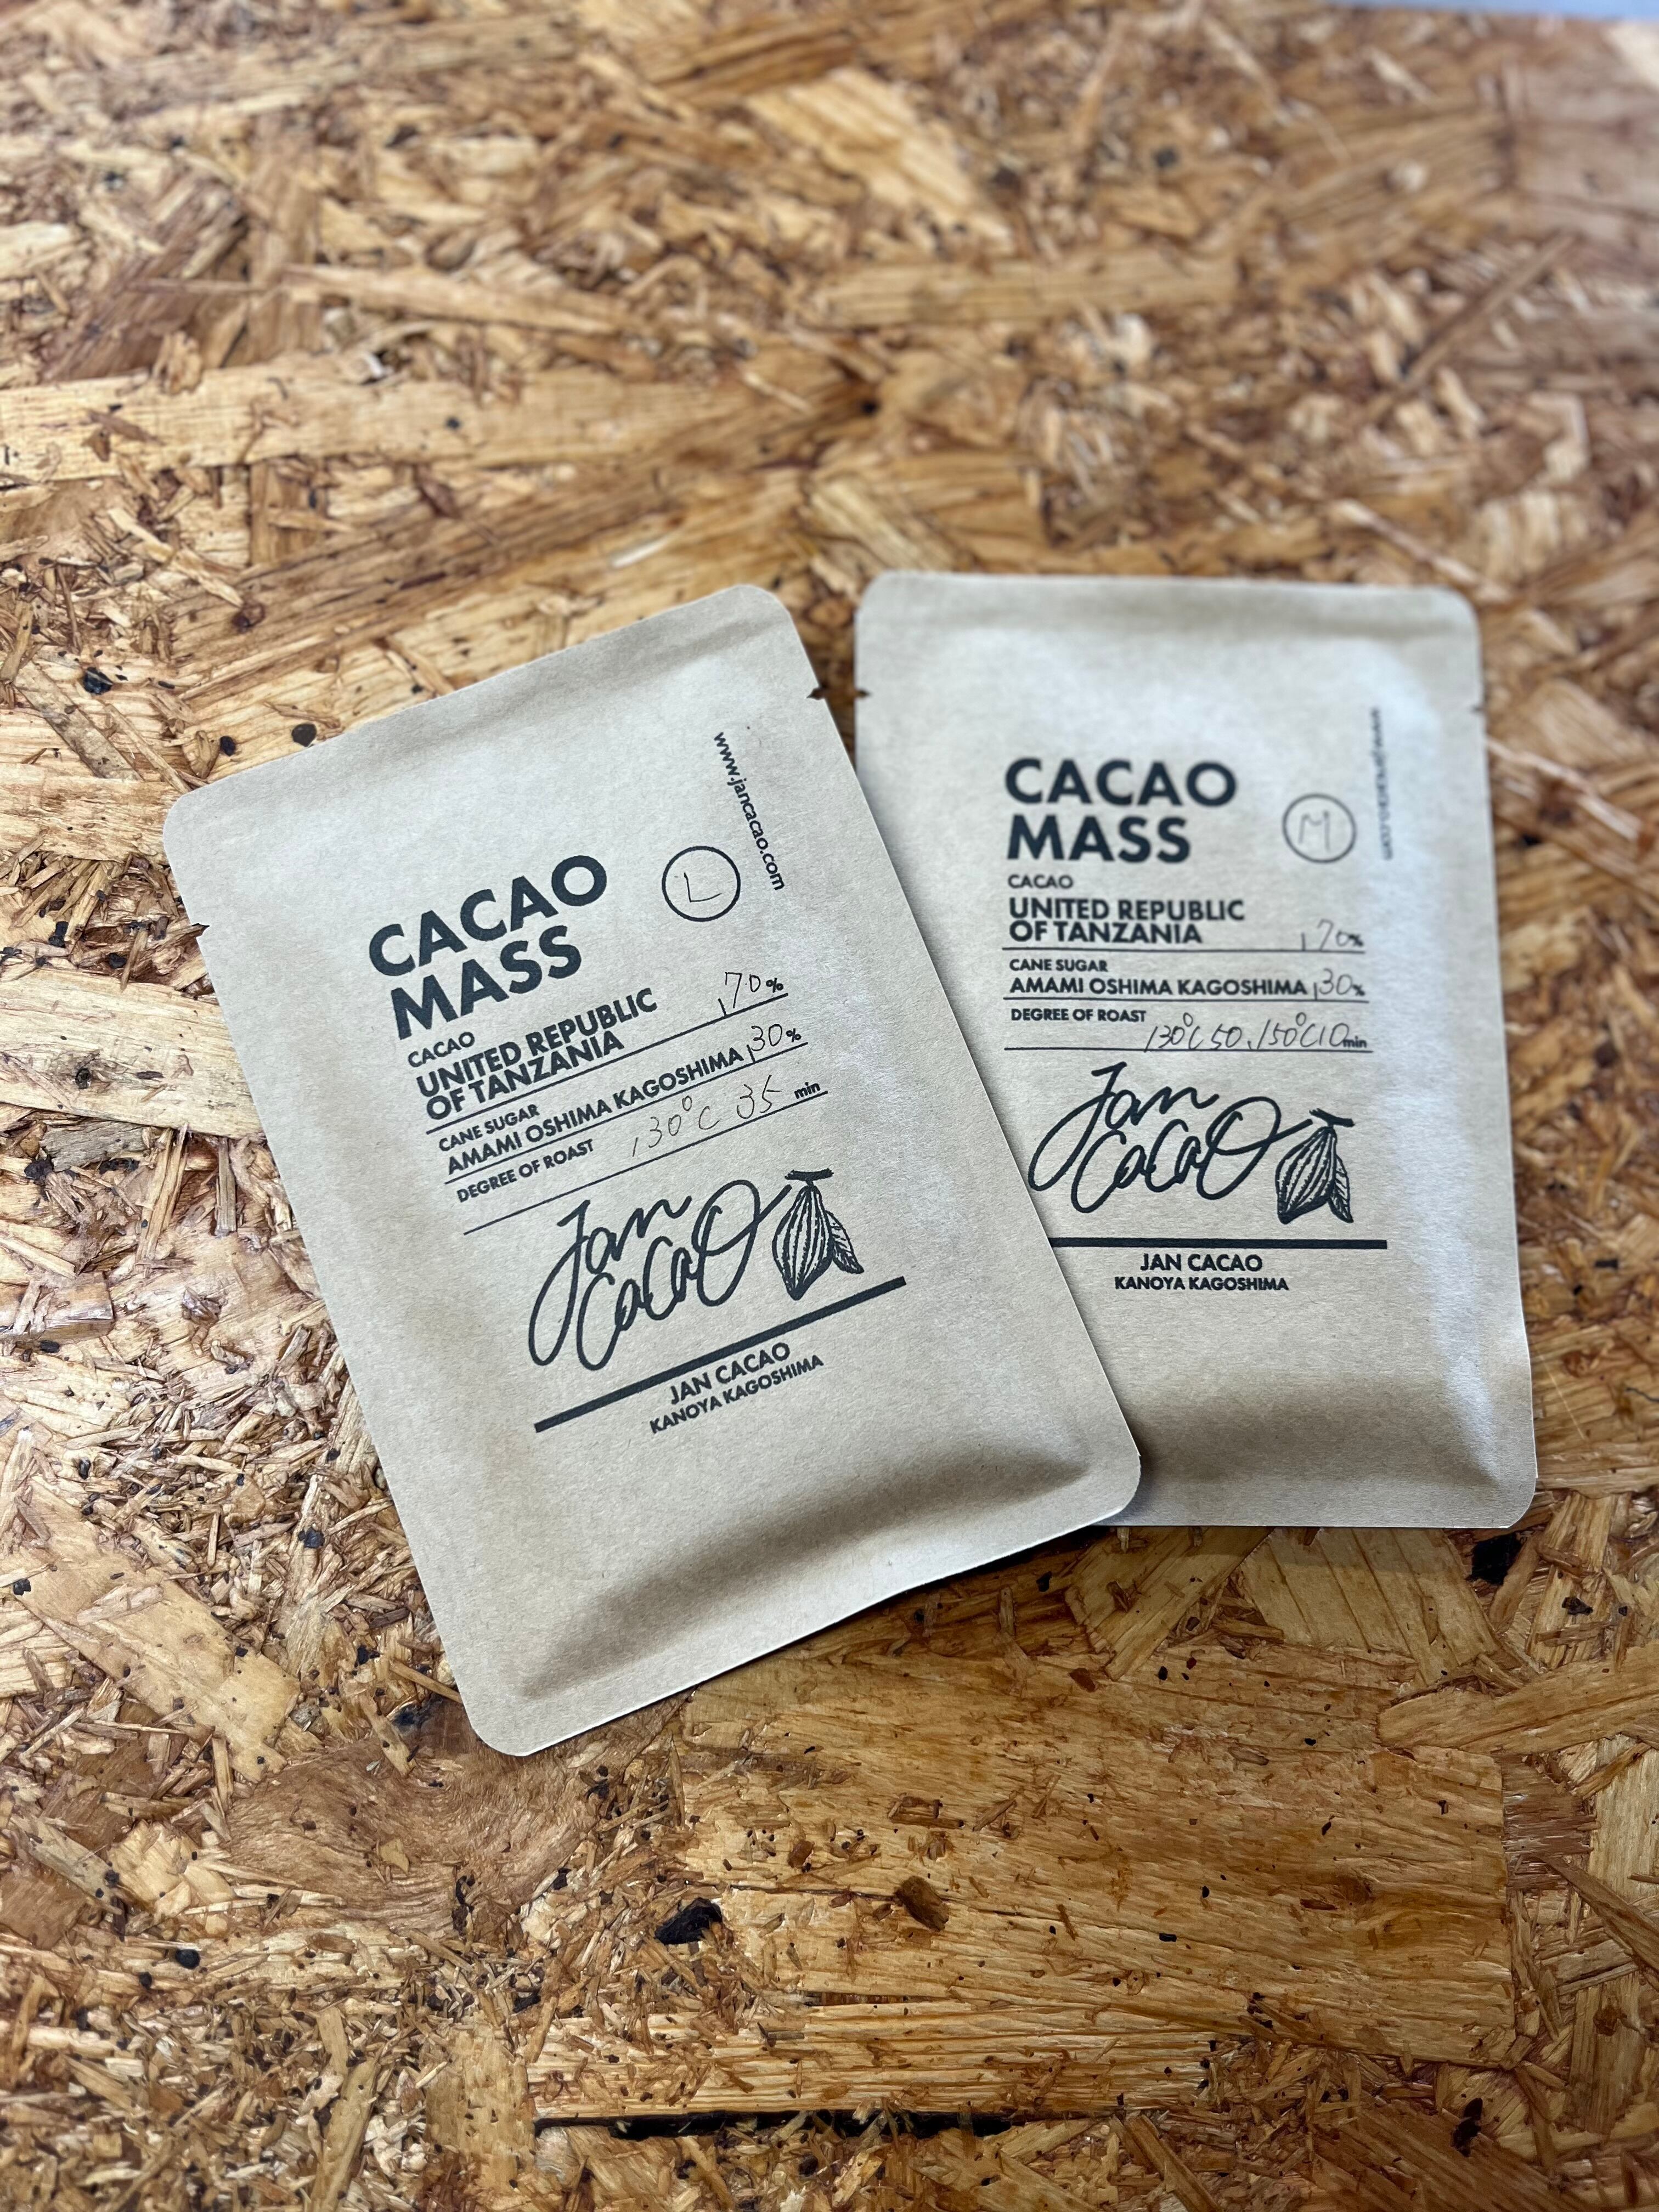 www.jancacao.com
CACAO
MASS
L
CACAO
UNITED REPUBLIC
OF TANZANIA 70%
CANE SUGAR
AMAMI OSHIMA KAGOSHIMA 30%
DEGREE OF ROAST 130°C 35 min
Jan
CaCaO
JAN CACAO
KANOYA KAGOSHIMA
www.jancacao.com
CACAO
MASS
M
CACAO
UNITED REPUBLIC
OF TANZANIA 70%
CANE SUGAR
AMAMI OSHIMA KAGOSHIMA 30%
DEGREE OF ROAST
130°C 50, 150°C 10 min
Jan
CaCaO
JAN CACAO
KANOYA KAGOSHIMA